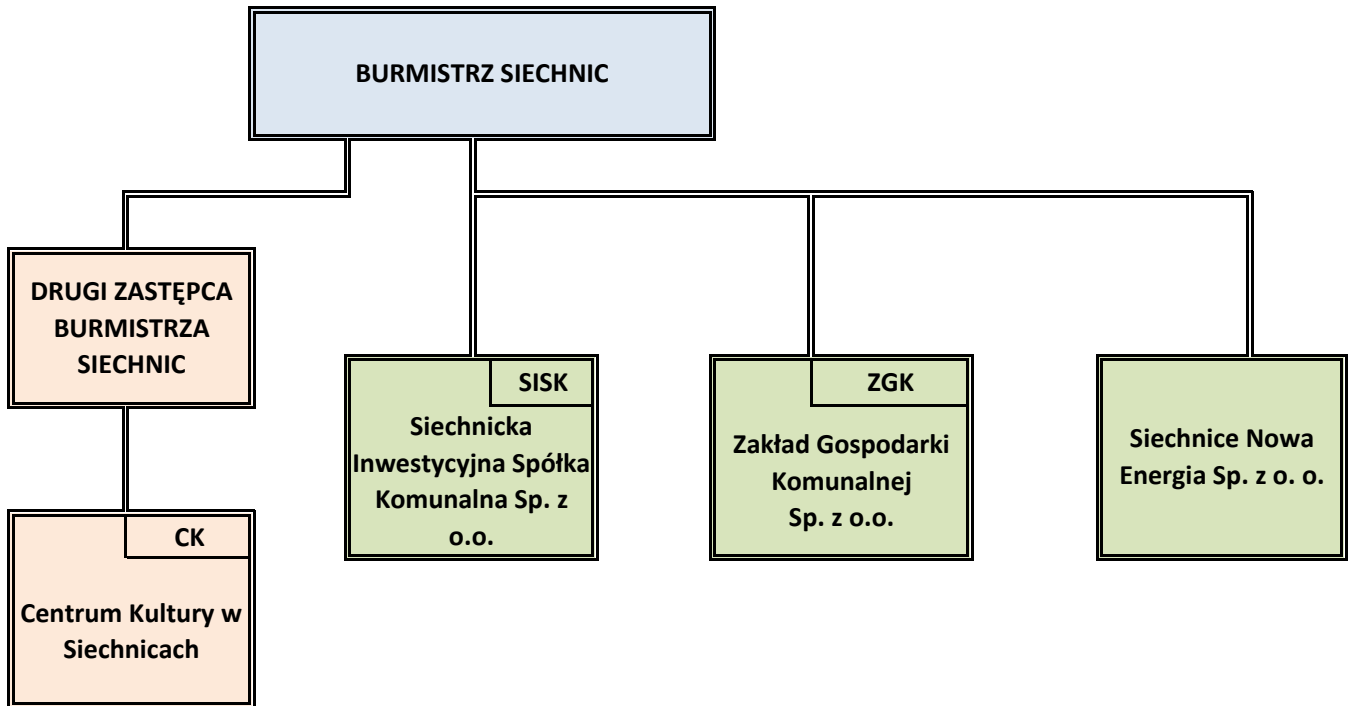 BURMISTRZ SIECHNIC
DRUGI ZASTĘPCA
BURMISTRZA
SIECHNIC
CK
Centrum Kultury w
Siechnicach
SISK
Siechnicka
Inwestycyjna Spółka
Komunalna Sp. z
o.o.
ZGK
Zakład Gospodarki
Komunalnej
Sp. z o.o.
Siechnice Nowa
Energia Sp. z o. o.